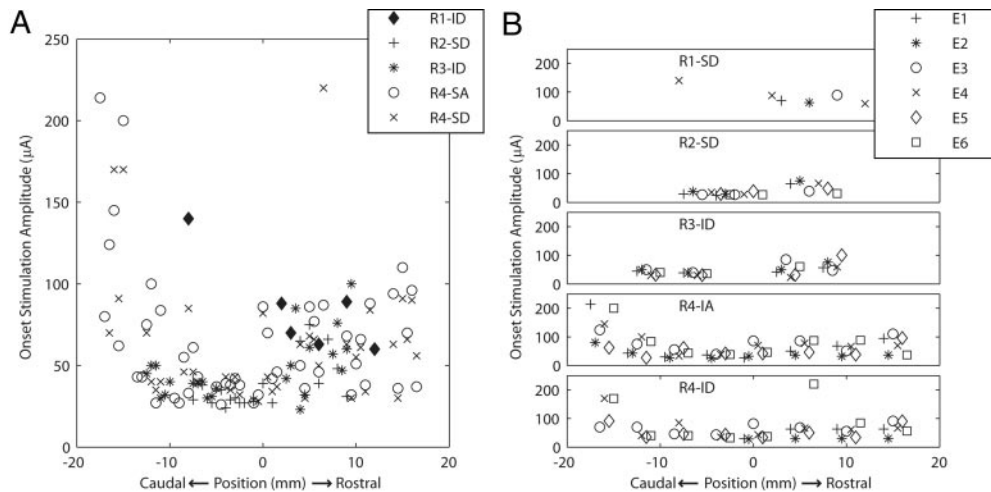 A
R1-ID
R2-SD
R3-ID
R4-SA
R4-SD
Onset Stimulation Amplitude (μA)
250
200
150
100
50
0
-20
-10
0
10
20
Caudal ← Position (mm) → Rostral
B
E1
E2
E3
E4
E5
E6
Onset Stimulation Amplitude (μA)
R1-SD
200
100
0
R2-SD
200
100
0
R3-ID
200
100
0
R4-IA
200
100
0
R4-ID
200
100
0
-20
-10
0
10
20
Caudal ← Position (mm) → Rostral